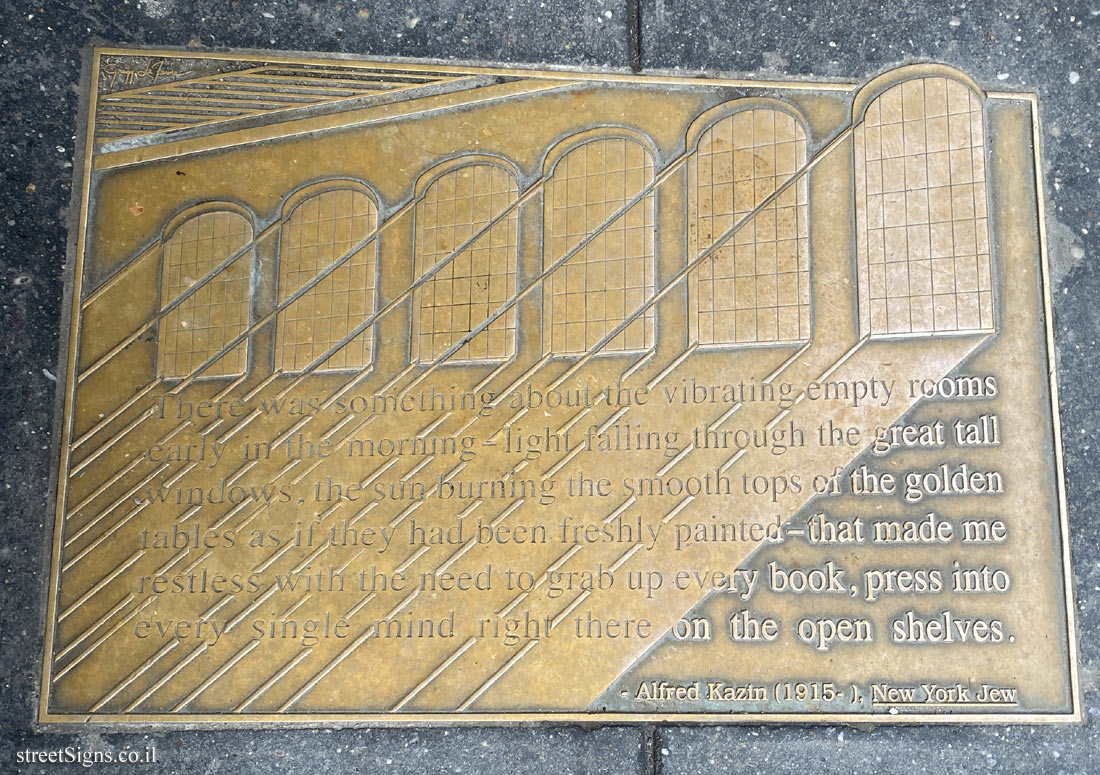 There was something about the vibrating empty rooms
early in the morning–light falling through the great tall
windows, the sun burning the smooth tops of the golden
tables as if they had been freshly painted–that made me
restless with the need to grab up every book, press into
every single mind right there on the open shelves.
- Alfred Kazin (1915- ), New York Jew
streetSigns.co.il